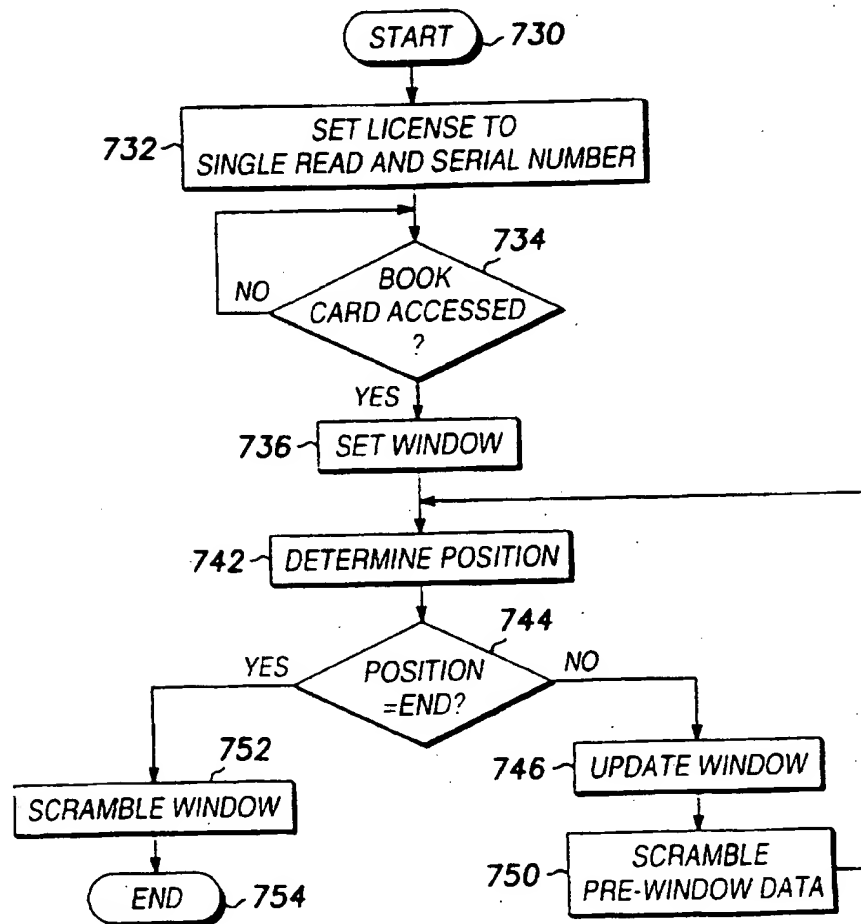 START 730
732 SET LICENSE TO
SINGLE READ AND SERIAL NUMBER
734
NO BOOK
CARD ACCESSED
?
YES
736 SET WINDOW
742 DETERMINE POSITION
744
YES POSITION NO
=END?
752
SCRAMBLE WINDOW
746 UPDATE WINDOW
750 SCRAMBLE
PRE-WINDOW DATA
END 754